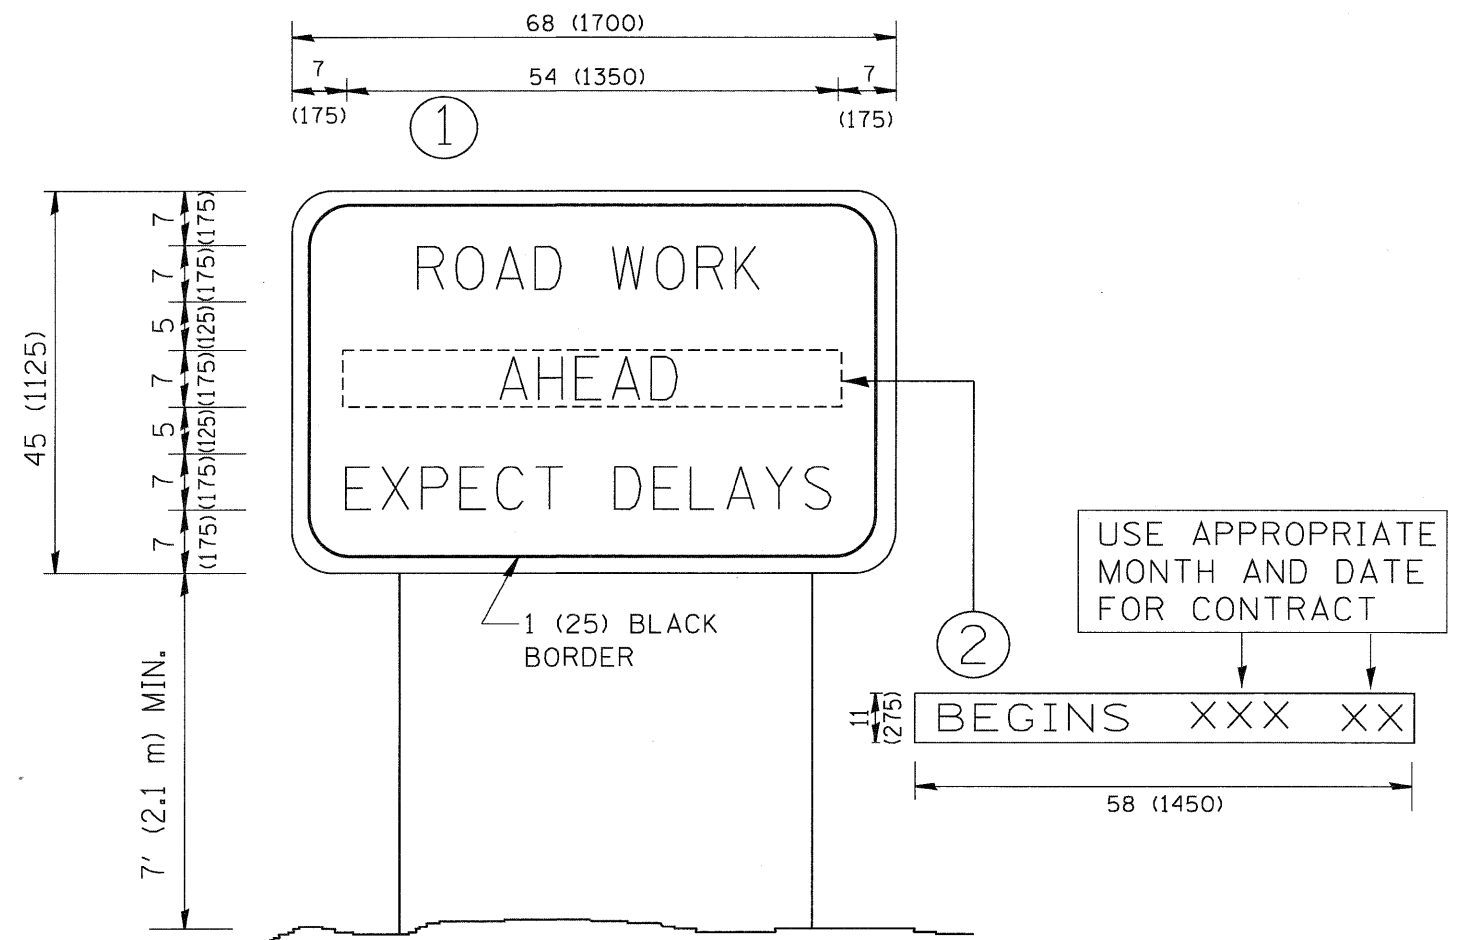 68 (1700)
7
54 (1350)
7
(175)
(175)
1
45 (1125)
7 (175)
7 (175)
5 (125)
7 (175)
5 (125)
7 (175)
7 (175)
ROAD WORK
AHEAD
EXPECT DELAYS
1 (25) BLACK
BORDER
7' (2.1 m) MIN.
2
USE APPROPRIATE
MONTH AND DATE
FOR CONTRACT
11
(275)
BEGINS XXX XX
58 (1450)